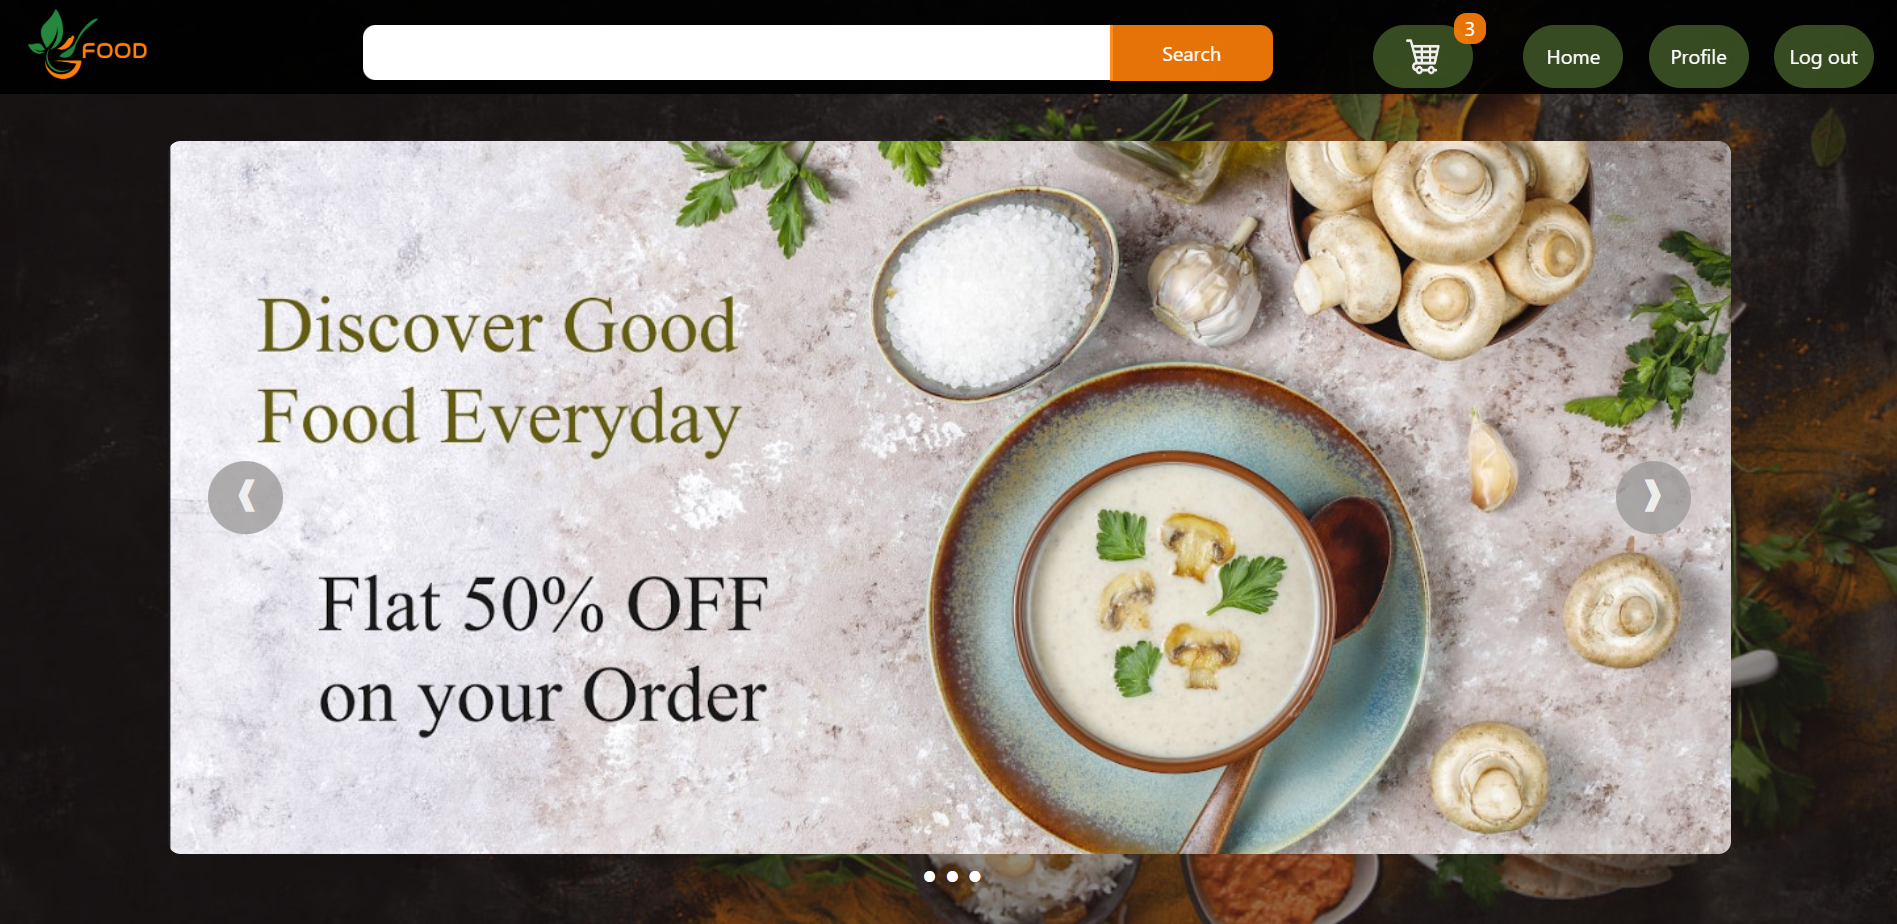 FOOD
Search
3
Home
Profile
Log out
Discover Good
Food Everyday
Flat 50% OFF
on your Order